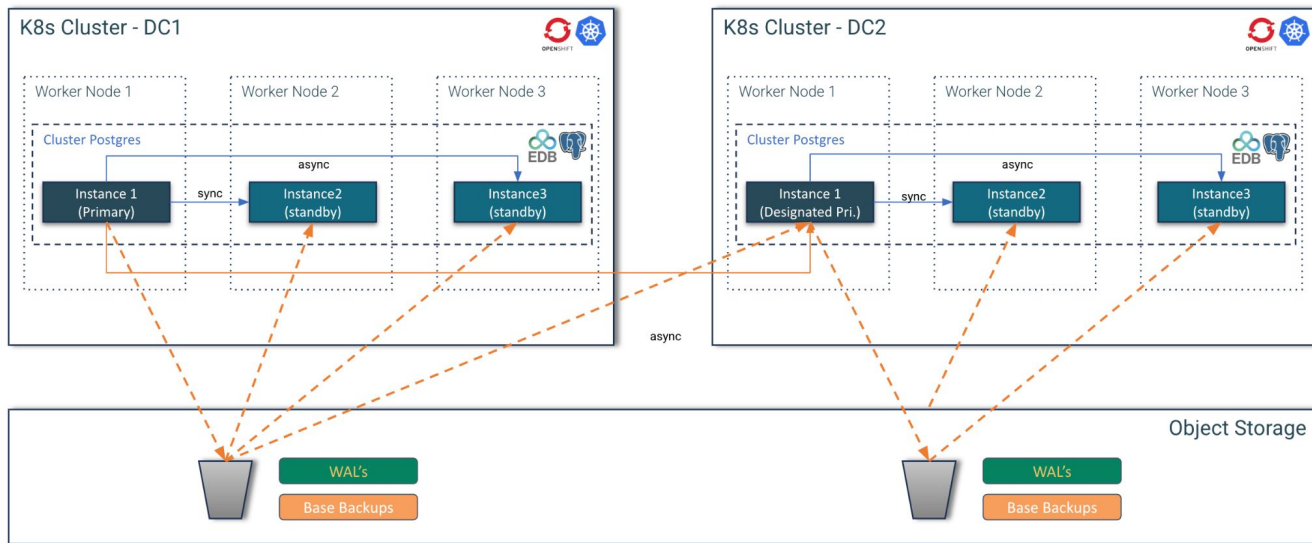 K8s Cluster - DC1
OPENSHIFT
Worker Node 1
Worker Node 2
Worker Node 3
Cluster Postgres
EDB
async
Instance 1
(Primary)
sync
Instance2
(standby)
Instance3
(standby)
K8s Cluster - DC2
OPENSHIFT
Worker Node 1
Worker Node 2
Worker Node 3
Cluster Postgres
EDB
async
Instance 1
(Designated Pri.)
sync
Instance2
(standby)
Instance3
(standby)
async
Object Storage
WAL's
Base Backups
WAL's
Base Backups